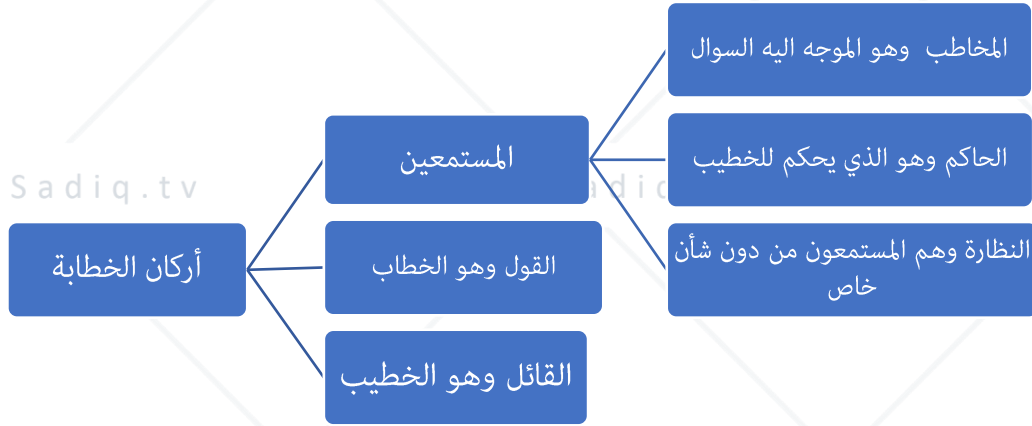 أركان الخطابة
المستمعين
المخاطب وهو الموجه اليه السوال
الحاكم وهو الذي يحكم للخطيب
النظارة وهم المستمعون من دون شأن
خاص
القول وهو الخطاب
القائل وهو الخطيب
Sadiq.tv